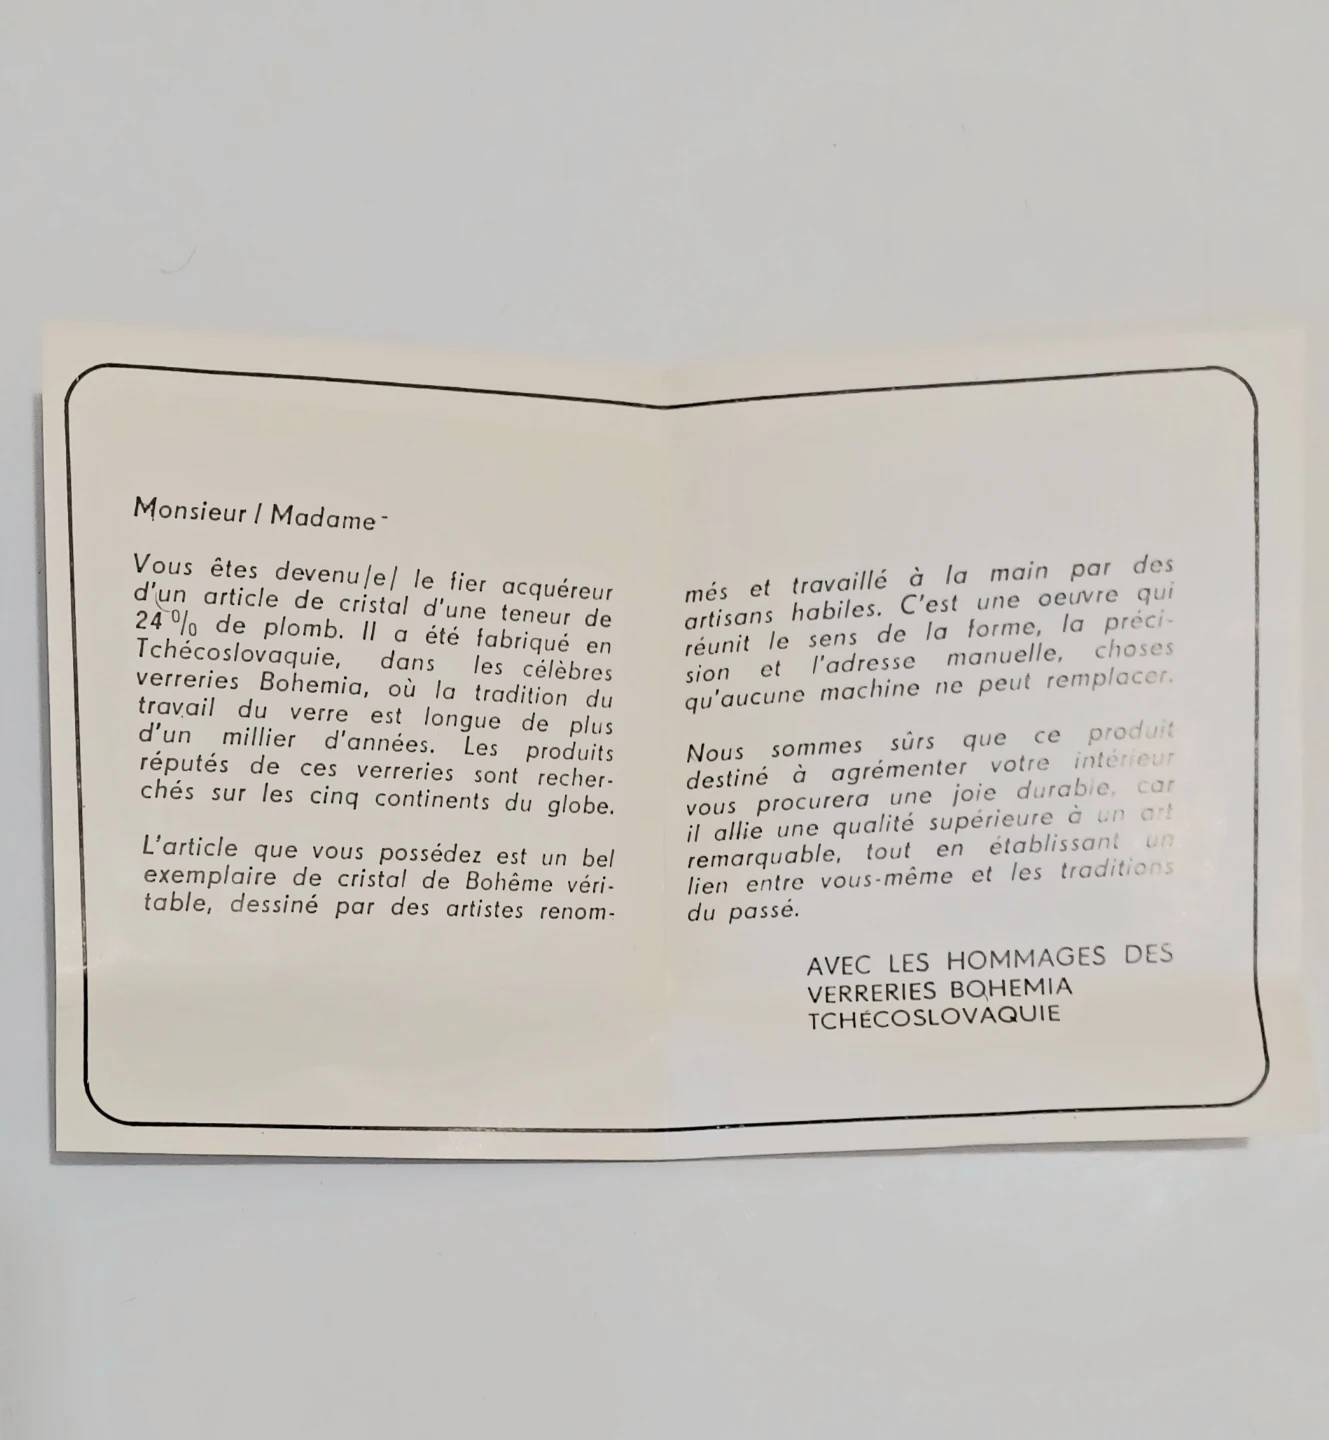 Monsieur / Madame -
Vous êtes devenu/e/ le fier acquéreur
d'un article de cristal d'une teneur de
24 % de plomb. Il a été fabriqué en
Tchécoslovaquie, dans les célèbres
verreries Bohemia, où la tradition du
travail du verre est longue de plus
d'un millier d'années. Les produits
réputés de ces verreries sont recher-
chés sur les cinq continents du globe.
L'article que vous possédez est un bel
exemplaire de cristal de Bohême véri-
table, dessiné par des artistes renom-
més et travaillé à la main par des
artisans habiles. C'est une oeuvre qui
réunit le sens de la forme, la préci-
sion et l'adresse manuelle, choses
qu'aucune machine ne peut remplacer.
Nous sommes sûrs que ce produit
destiné à agrémenter votre intérieur
vous procurera une joie durable, car
il allie une qualité supérieure à un art
remarquable, tout en établissant un
lien entre vous-même et les traditions
du passé.
AVEC LES HOMMAGES DES
VERRERIES BOHEMIA
TCHÉCOSLOVAQUIE